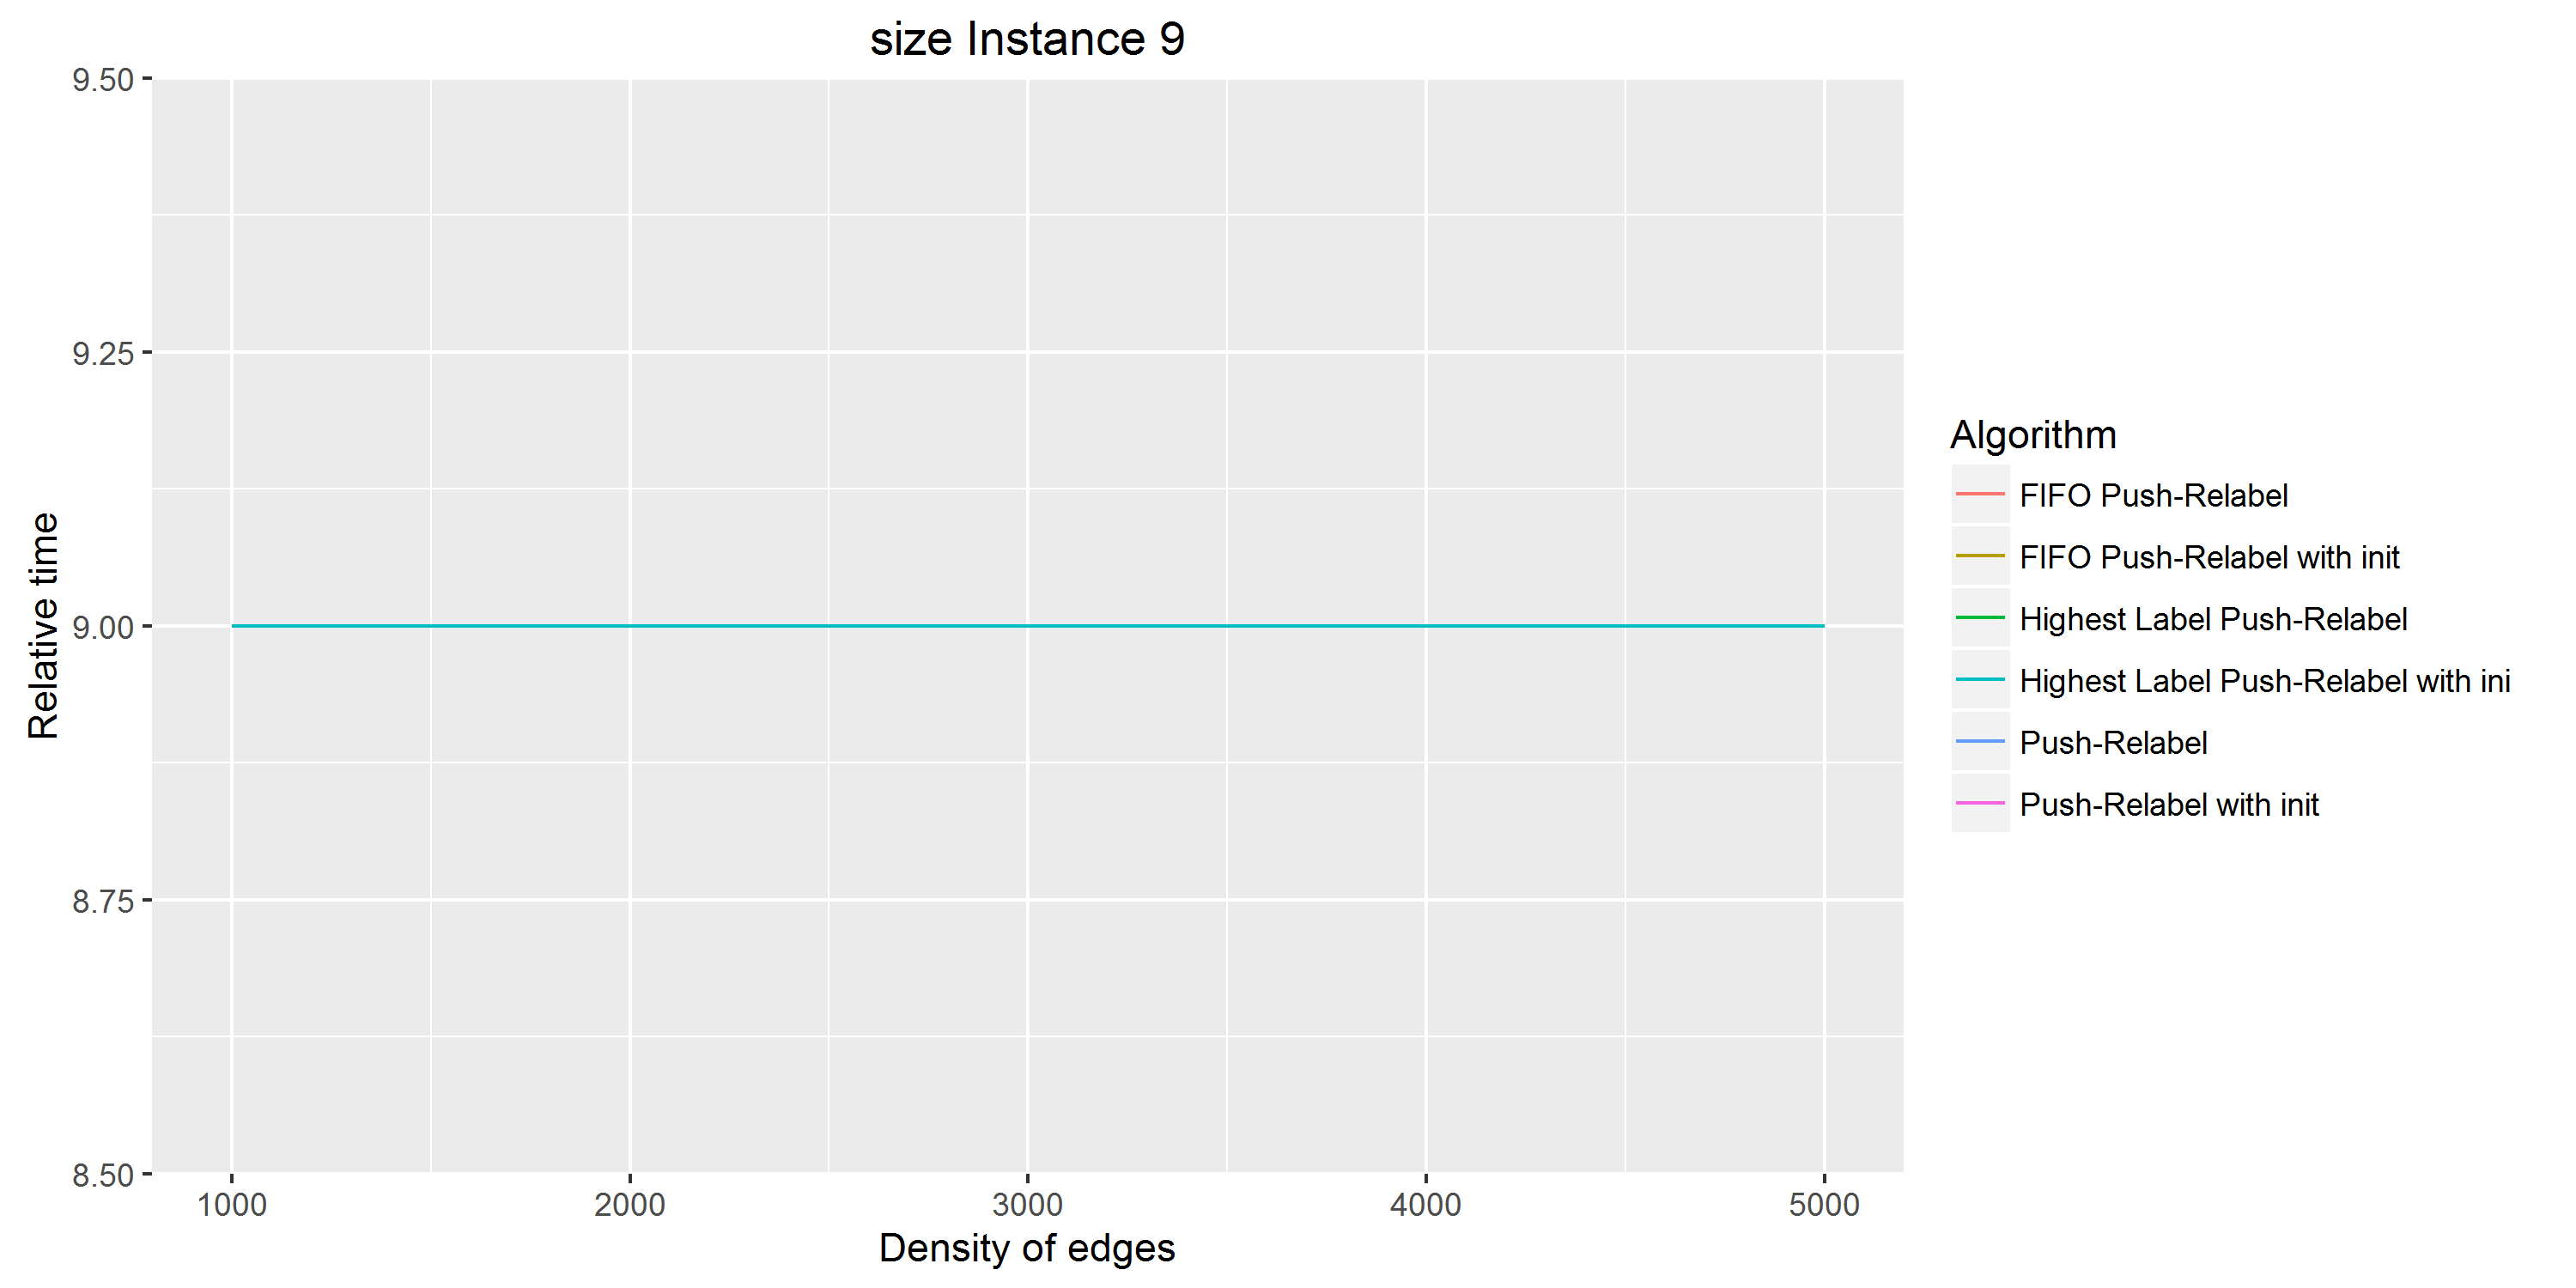 size Instance 9
9.50
9.25
9.00
8.75
8.50
Relative time
1000 2000 3000 4000 5000
Density of edges
Algorithm
FIFO Push-Relabel
FIFO Push-Relabel with init
Highest Label Push-Relabel
Highest Label Push-Relabel with ini
Push-Relabel
Push-Relabel with init